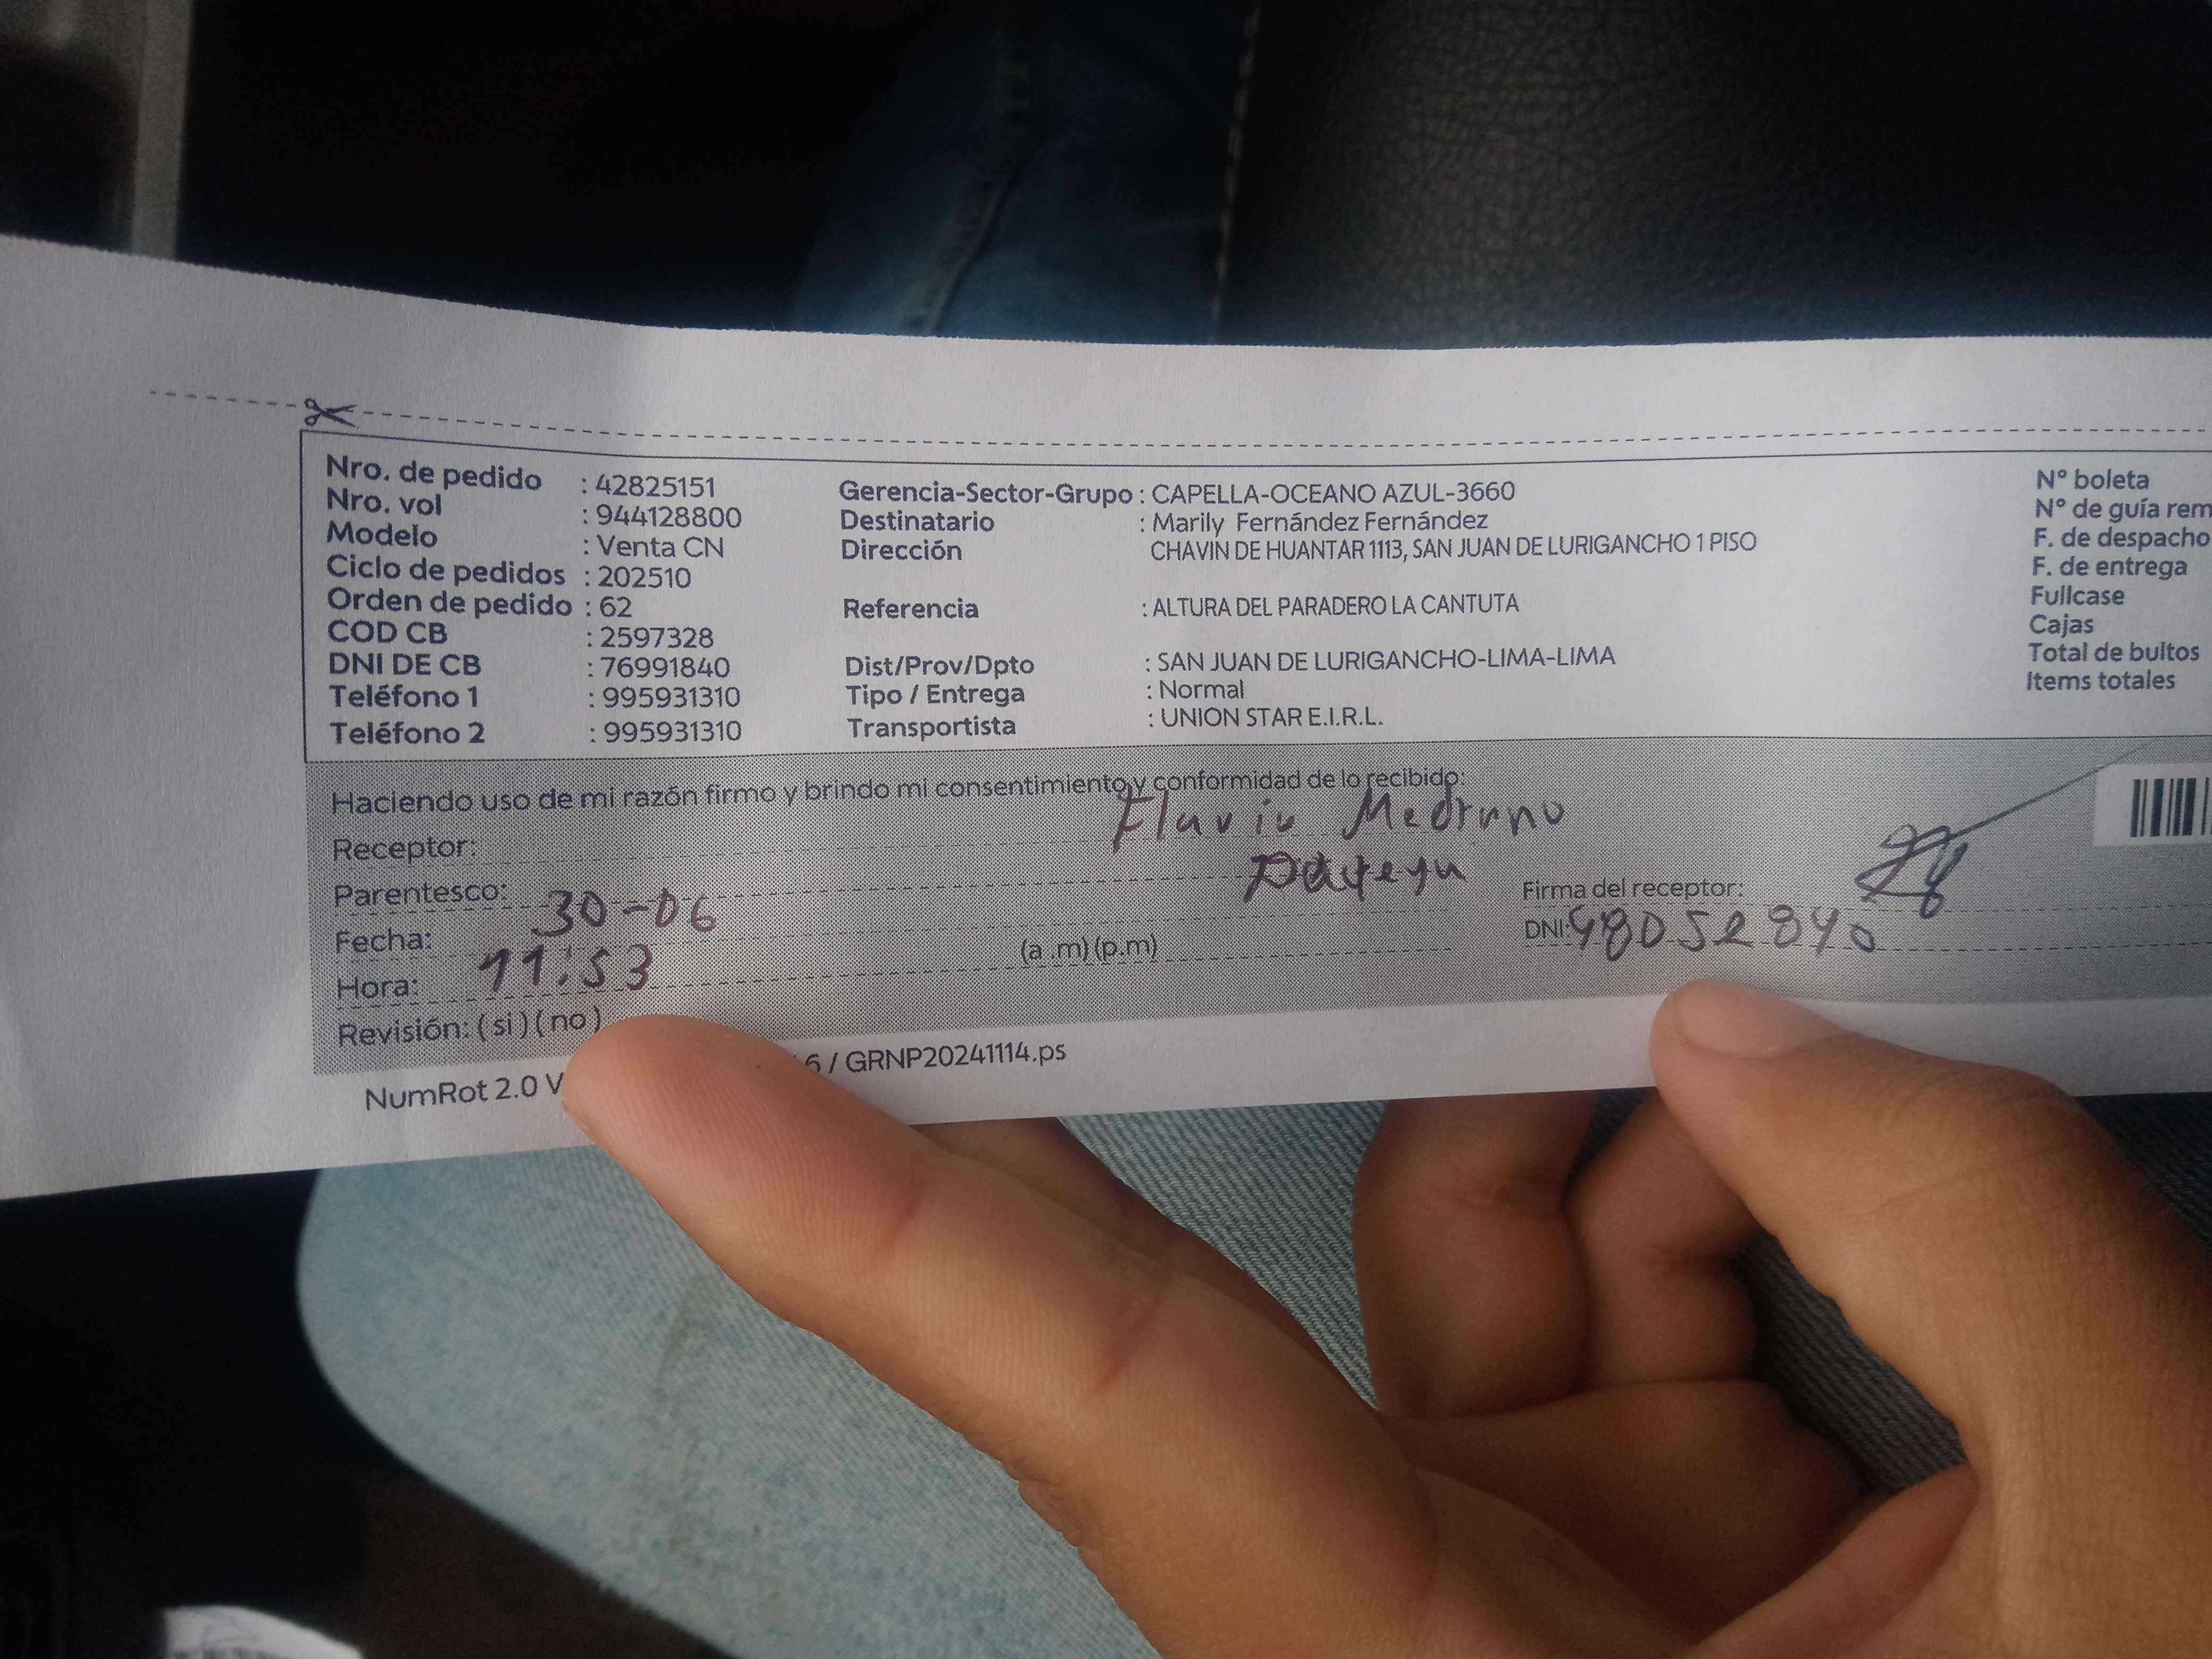 Nro. de pedido : 42825151
Nro. vol : 944128800
Modelo : Venta CN
Ciclo de pedidos : 202510
Orden de pedido : 62
COD CB : 2597328
DNI DE CB : 76991840
Teléfono 1 : 995931310
Teléfono 2 : 995931310
Gerencia-Sector-Grupo : CAPELLA-OCEANO AZUL-3660
Destinatario : Marily Fernández Fernández
Dirección CHAVIN DE HUANTAR 1113, SAN JUAN DE LURIGANCHO 1 PISO
Referencia : ALTURA DEL PARADERO LA CANTUTA
Dist/Prov/Dpto : SAN JUAN DE LURIGANCHO-LIMA-LIMA
Tipo / Entrega : Normal
Transportista : UNION STAR E.I.R.L.
N° boleta
N° de guía rem
F. de despacho
F. de entrega
Fullcase
Cajas
Total de bultos
Items totales
Haciendo uso de mi razón firmo y brindo mi consentimiento y conformidad de lo recibido:
Receptor: Flavio Medrano
Parentesco: Pareja
Fecha: 30-06
Hora: 11:53 (a .m) (p.m)
Firma del receptor:
DNI: 48052840
Revisión: (si) (no)
NumRot 2.0 V 6 / GRNP20241114.ps